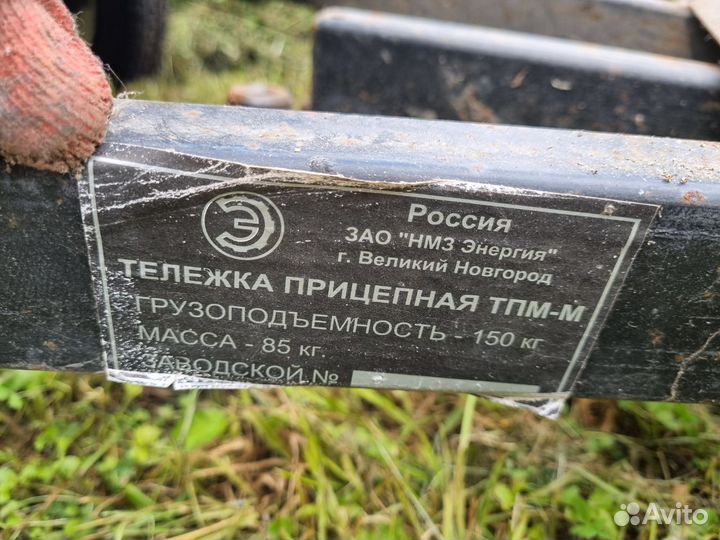 Э
Россия
ЗАО "НМЗ Энергия"
г. Великий Новгород
ТЕЛЕЖКА ПРИЦЕПНАЯ ТПМ-М
ГРУЗОПОДЪЕМНОСТЬ - 150 кг
МАССА - 85 кг.
ЗАВОДСКОЙ №
Avito